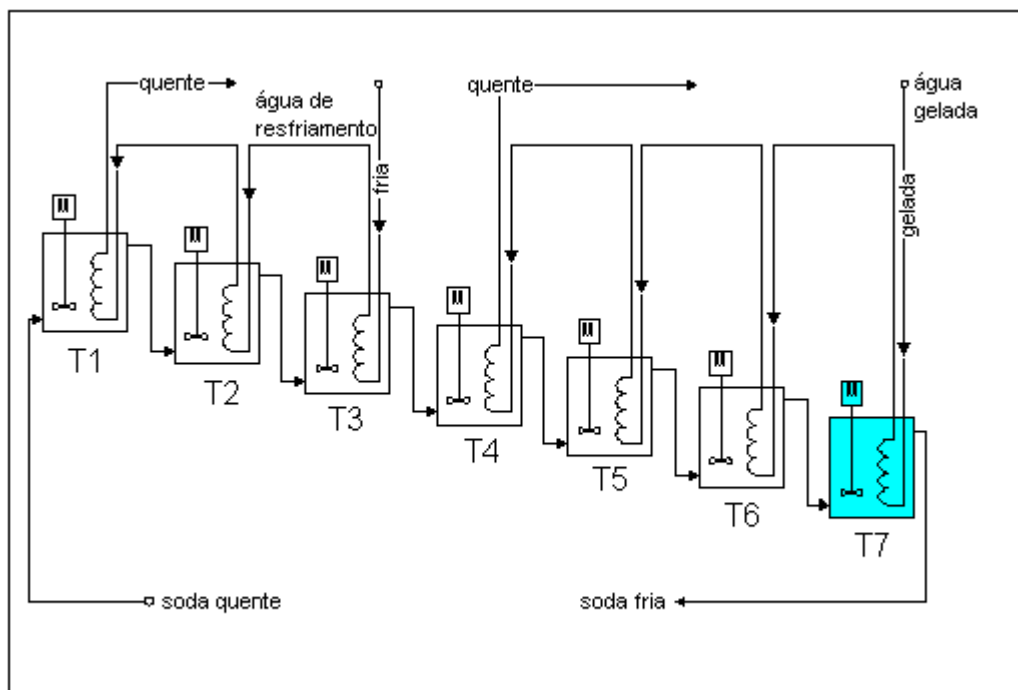 quente
água de
resfriamento
fria
quente
água
gelada
gelada
M
T1
M
T2
M
T3
M
T4
M
T5
M
T6
M
T7
soda quente
soda fria